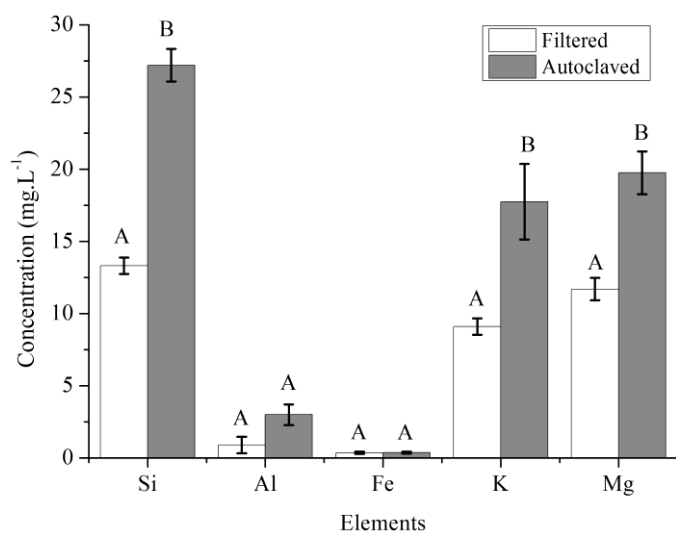 30
25
20
15
10
5
0
Concentration (mg.L⁻¹)
Filtered
Autoclaved
A
B
A
A
A
A
A
B
A
B
Si
Al
Fe
K
Mg
Elements